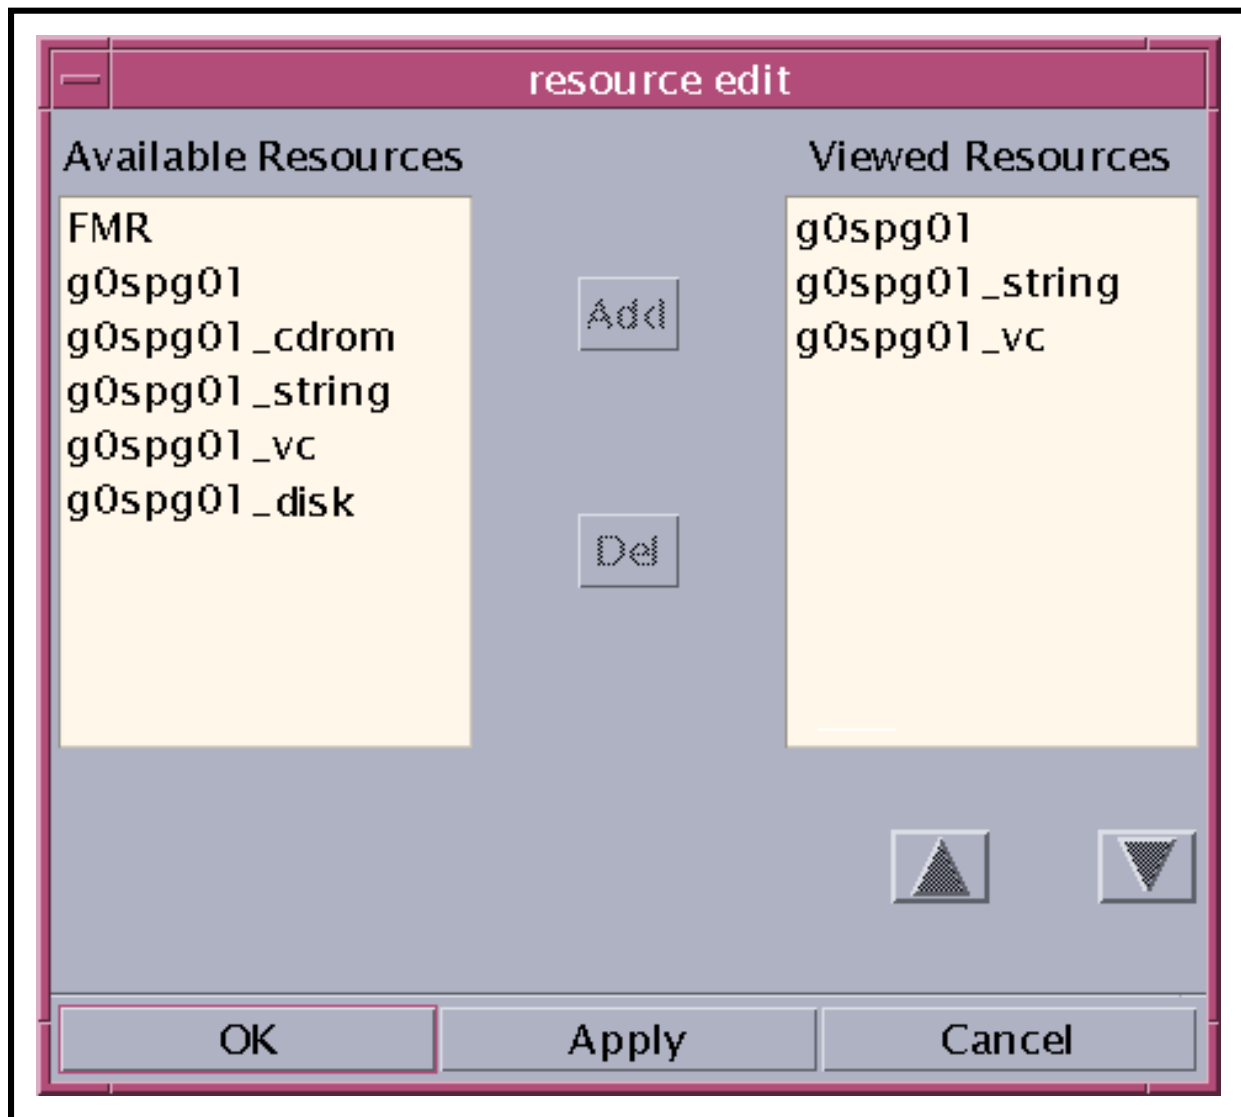 resource edit
Available Resources
Viewed Resources
FMR
g0spg01
g0spg01_cdrom
g0spg01_string
g0spg01_vc
g0spg01_disk
Add
Del
g0spg01
g0spg01_string
g0spg01_vc
OK
Apply
Cancel